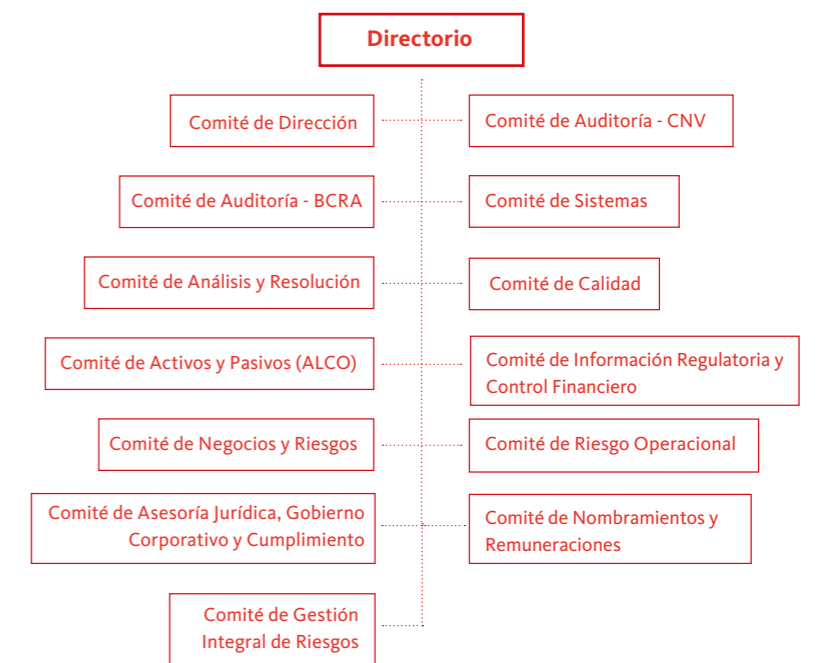 Directorio
Comité de Dirección
Comité de Auditoría - CNV
Comité de Auditoría - BCRA
Comité de Sistemas
Comité de Análisis y Resolución
Comité de Calidad
Comité de Activos y Pasivos (ALCO)
Comité de Información Regulatoria y
Control Financiero
Comité de Negocios y Riesgos
Comité de Riesgo Operacional
Comité de Asesoría Jurídica, Gobierno
Corporativo y Cumplimiento
Comité de Nombramientos y
Remuneraciones
Comité de Gestión
Integral de Riesgos